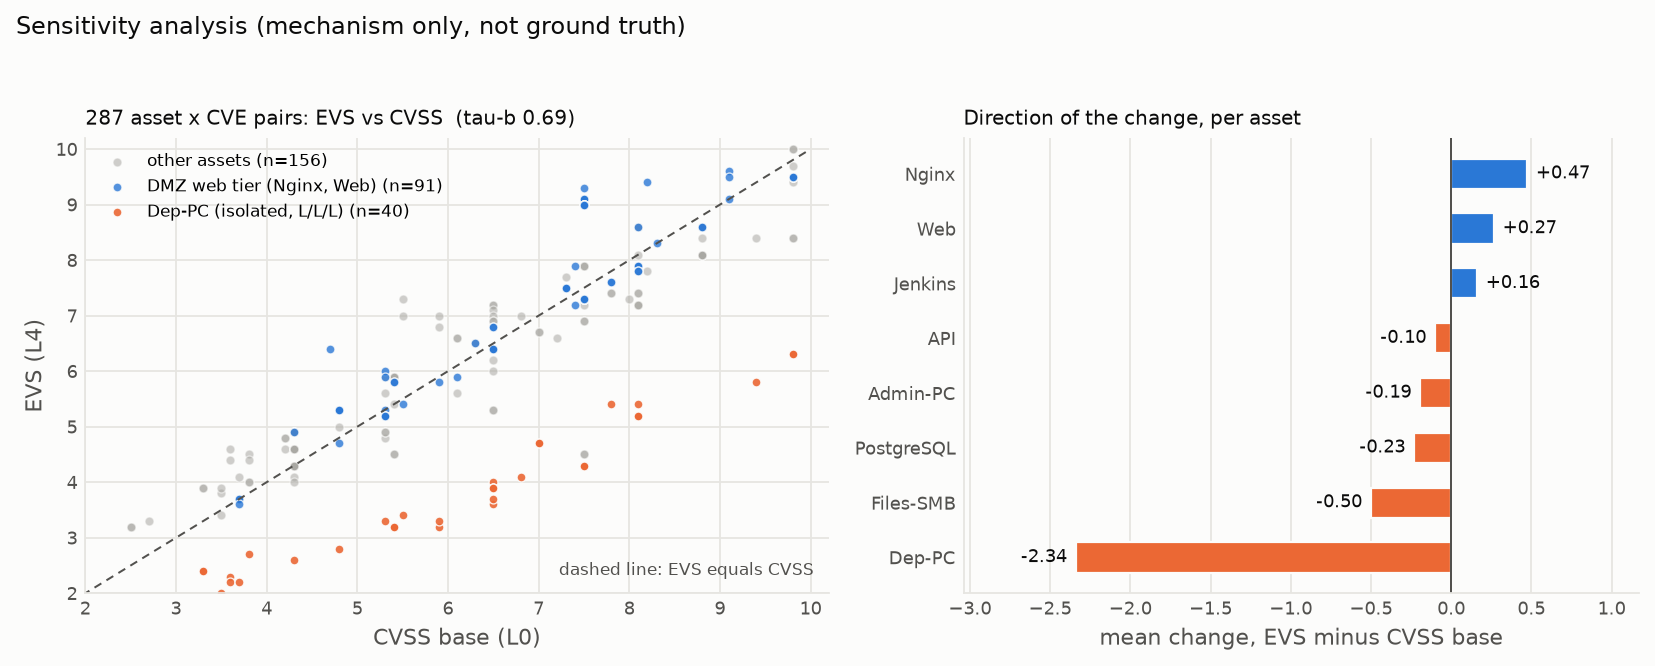 Sensitivity analysis (mechanism only, not ground truth)
287 asset x CVE pairs: EVS vs CVSS (tau-b 0.69)
other assets (n=156)
DMZ web tier (Nginx, Web) (n=91)
Dep-PC (isolated, L/L/L) (n=40)
10
9
8
7
6
5
4
3
2
EVS (L4)
dashed line: EVS equals CVSS
2 3 4 5 6 7 8 9 10
CVSS base (L0)
Direction of the change, per asset
Nginx +0.47
Web +0.27
Jenkins +0.16
API -0.10
Admin-PC -0.19
PostgreSQL -0.23
Files-SMB -0.50
Dep-PC -2.34
−3.0 −2.5 −2.0 −1.5 −1.0 −0.5 0.0 0.5 1.0
mean change, EVS minus CVSS base